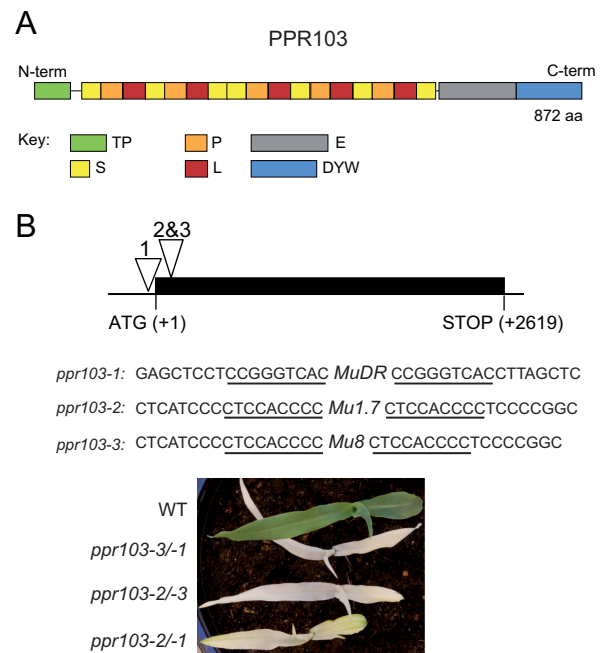 A
PPR103
N-term C-term
872 aa
Key: TP P E
S L DYW
B
1 2&3
ATG (+1) STOP (+2619)
ppr103-1: GAGCTCCTCCGGGTCAC MuDR CCGGGTCACCTTAGCTC
ppr103-2: CTCATCCCCTCCACCCC Mu1.7 CTCCACCCCTCCCCGGC
ppr103-3: CTCATCCCCTCCACCCC Mu8 CTCCACCCCTCCCCGGC
WT
ppr103-3/-1
ppr103-2/-3
ppr103-2/-1